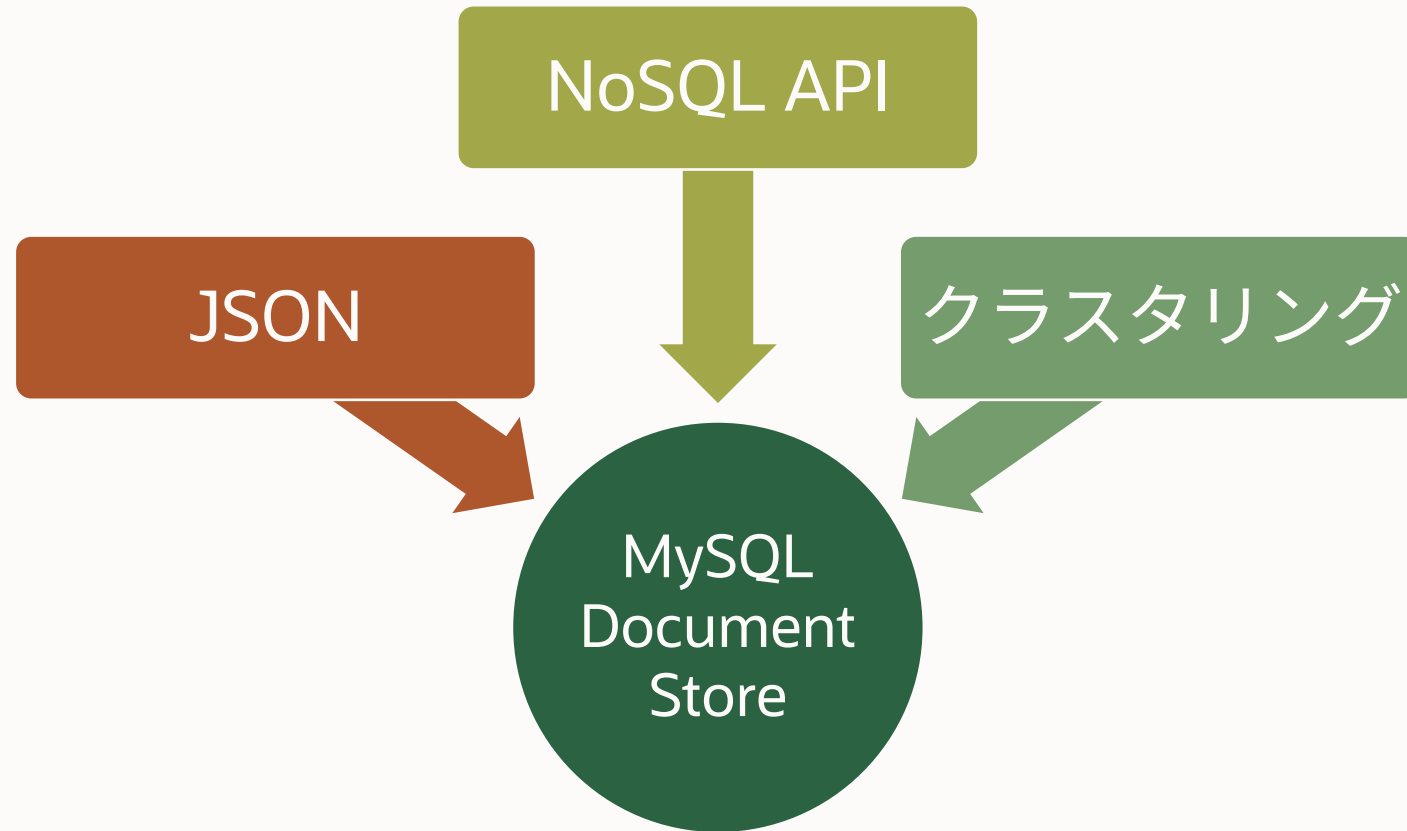 NoSQL API
JSON
クラスタリング
MySQL
Document
Store